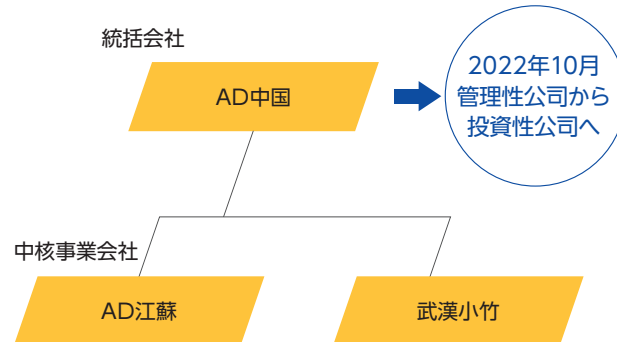 統括会社
AD中国
2022年10月
管理性公司から
投資性公司へ
中核事業会社
AD江蘇
武漢小竹